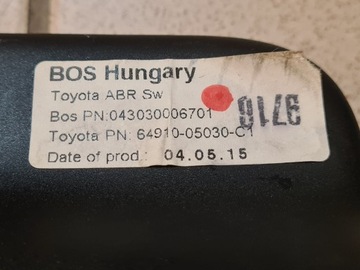 BOS Hungary
Toyota ABR Sw
Bos PN:043030006701
Toyota PN: 64910-05030-C1
Date of prod.: 04.05.15
9716